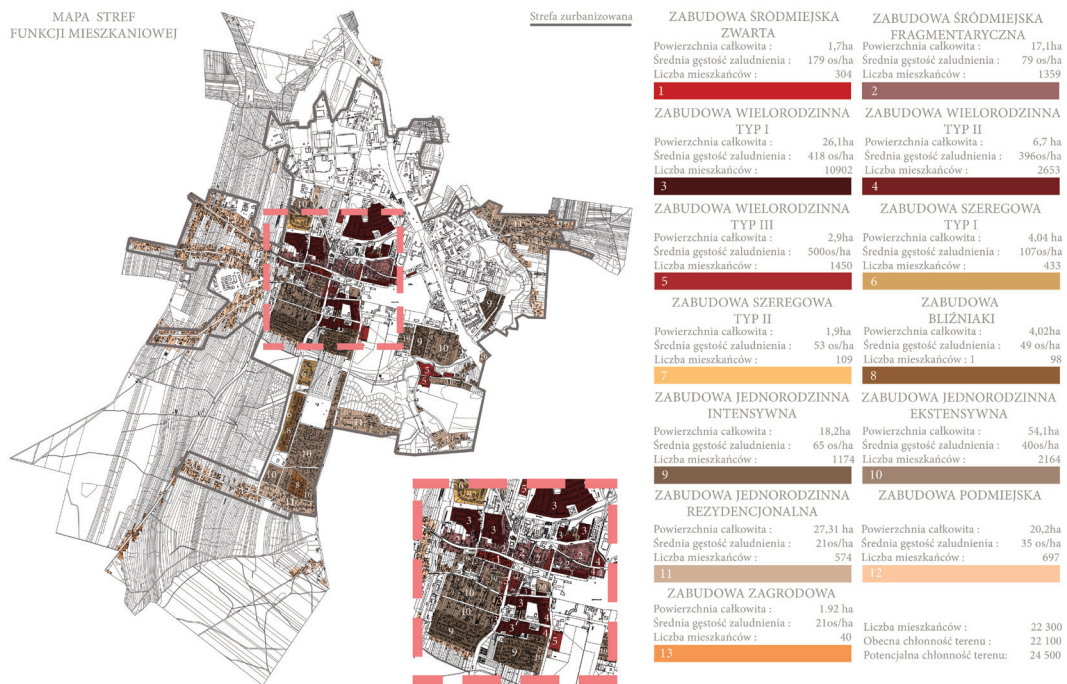 MAPA STREF
FUNKCJI MIESZKANIOWEJ
Strefa zurbanizowana
ZABUDOWA ŚRÓDMIEJSKA
ZWARTA
Powierzchnia całkowita : 1,7ha
Średnia gęstość zaludnienia : 179 os/ha
Liczba mieszkańców : 304
1
ZABUDOWA ŚRÓDMIEJSKA
FRAGMENTARYCZNA
Powierzchnia całkowita : 17,1ha
Średnia gęstość zaludnienia : 79 os/ha
Liczba mieszkańców : 1359
2
ZABUDOWA WIELORODZINNA
TYP I
Powierzchnia całkowita : 26,1ha
Średnia gęstość zaludnienia : 418 os/ha
Liczba mieszkańców : 10902
3
ZABUDOWA WIELORODZINNA
TYP II
Powierzchnia całkowita : 6,7 ha
Średnia gęstość zaludnienia : 396os/ha
Liczba mieszkańców : 2653
4
ZABUDOWA WIELORODZINNA
TYP III
Powierzchnia całkowita : 2,9ha
Średnia gęstość zaludnienia : 500os/ha
Liczba mieszkańców : 1450
5
ZABUDOWA SZEREGOWA
TYP I
Powierzchnia całkowita : 4,04 ha
Średnia gęstość zaludnienia : 107os/ha
Liczba mieszkańców : 433
6
ZABUDOWA SZEREGOWA
TYP II
Powierzchnia całkowita : 1,9ha
Średnia gęstość zaludnienia : 53 os/ha
Liczba mieszkańców : 109
7
ZABUDOWA
BLIŹNIAKI
Powierzchnia całkowita : 4,02ha
Średnia gęstość zaludnienia : 49 os/ha
Liczba mieszkańców : 1 98
8
ZABUDOWA JEDNORODZINNA
INTENSYWNA
Powierzchnia całkowita : 18,2ha
Średnia gęstość zaludnienia : 65 os/ha
Liczba mieszkańców : 1174
9
ZABUDOWA JEDNORODZINNA
EKSTENSYWNA
Powierzchnia całkowita : 54,1ha
Średnia gęstość zaludnienia : 40os/ha
Liczba mieszkańców : 2164
10
ZABUDOWA JEDNORODZINNA
REZYDENCJONALNA
Powierzchnia całkowita : 27,31 ha
Średnia gęstość zaludnienia : 21os/ha
Liczba mieszkańców : 574
11
ZABUDOWA PODMIEJSKA
Powierzchnia całkowita : 20,2ha
Średnia gęstość zaludnienia : 35 os/ha
Liczba mieszkańców : 697
12
ZABUDOWA ZAGRODOWA
Powierzchnia całkowita : 1.92 ha
Średnia gęstość zaludnienia : 21os/ha
Liczba mieszkańców : 40
13
Liczba mieszkańców : 22 300
Obecna chłonność terenu : 22 100
Potencjalna chłonność terenu: 24 500